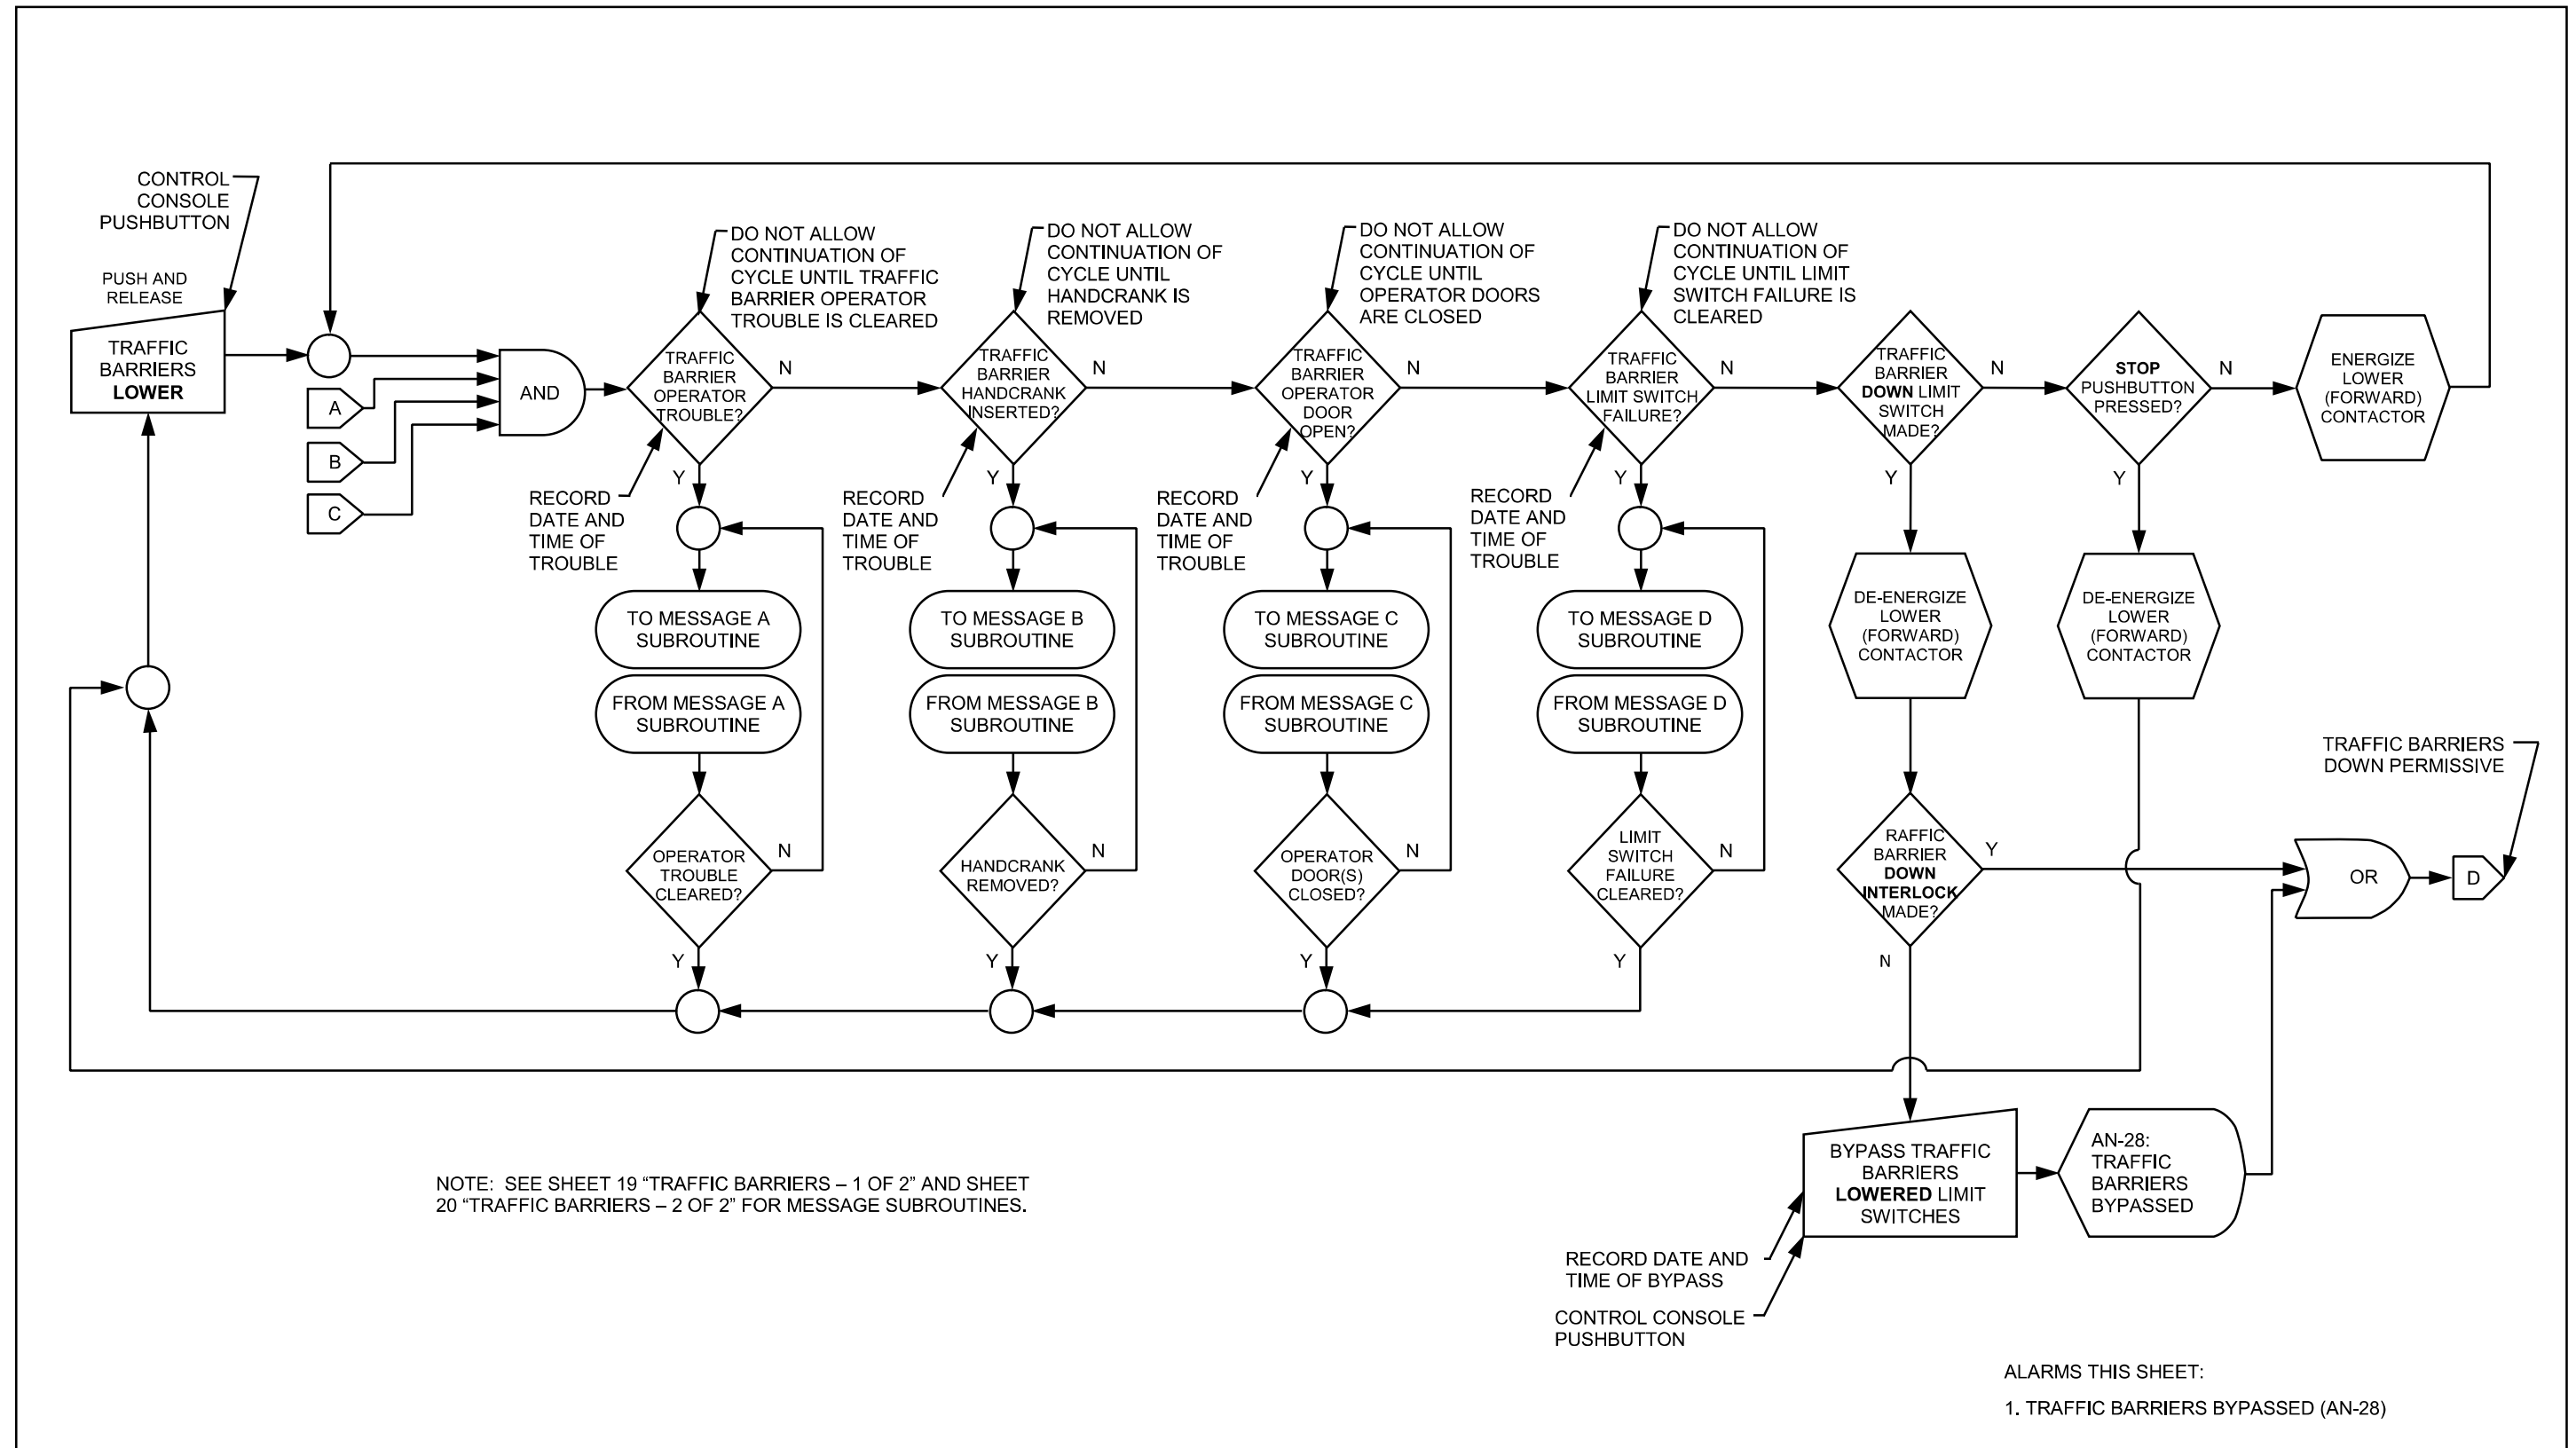 CONTROL
CONSOLE
PUSHBUTTON
PUSH AND
RELEASE
TRAFFIC
BARRIERS
LOWER
A
B
C
AND
DO NOT ALLOW
CONTINUATION OF
CYCLE UNTIL TRAFFIC
BARRIER OPERATOR
TROUBLE IS CLEARED
TRAFFIC
BARRIER
OPERATOR
TROUBLE?
N
Y
RECORD
DATE AND
TIME OF
TROUBLE
TO MESSAGE A
SUBROUTINE
FROM MESSAGE A
SUBROUTINE
OPERATOR
TROUBLE
CLEARED?
N
Y
DO NOT ALLOW
CONTINUATION OF
CYCLE UNTIL
HANDCRANK IS
REMOVED
TRAFFIC
BARRIER
HANDCRANK
INSERTED?
N
Y
RECORD
DATE AND
TIME OF
TROUBLE
TO MESSAGE B
SUBROUTINE
FROM MESSAGE B
SUBROUTINE
HANDCRANK
REMOVED?
N
Y
DO NOT ALLOW
CONTINUATION OF
CYCLE UNTIL
OPERATOR DOORS
ARE CLOSED
TRAFFIC
BARRIER
OPERATOR
DOOR
OPEN?
N
Y
RECORD
DATE AND
TIME OF
TROUBLE
TO MESSAGE C
SUBROUTINE
FROM MESSAGE C
SUBROUTINE
OPERATOR
DOOR(S)
CLOSED?
N
Y
DO NOT ALLOW
CONTINUATION OF
CYCLE UNTIL LIMIT
SWITCH FAILURE IS
CLEARED
TRAFFIC
BARRIER
LIMIT SWITCH
FAILURE?
N
Y
RECORD
DATE AND
TIME OF
TROUBLE
TO MESSAGE D
SUBROUTINE
FROM MESSAGE D
SUBROUTINE
LIMIT
SWITCH
FAILURE
CLEARED?
N
Y
TRAFFIC
BARRIER
DOWN LIMIT
SWITCH
MADE?
N
Y
DE-ENERGIZE
LOWER
(FORWARD)
CONTACTOR
RAFFIC
BARRIER
DOWN
INTERLOCK
MADE?
Y
N
STOP
PUSHBUTTON
PRESSED?
N
Y
DE-ENERGIZE
LOWER
(FORWARD)
CONTACTOR
ENERGIZE
LOWER
(FORWARD)
CONTACTOR
TRAFFIC BARRIERS
DOWN PERMISSIVE
OR
D
BYPASS TRAFFIC
BARRIERS
LOWERED LIMIT
SWITCHES
AN-28:
TRAFFIC
BARRIERS
BYPASSED
RECORD DATE AND
TIME OF BYPASS
CONTROL CONSOLE
PUSHBUTTON
NOTE: SEE SHEET 19 “TRAFFIC BARRIERS – 1 OF 2” AND SHEET
20 “TRAFFIC BARRIERS – 2 OF 2” FOR MESSAGE SUBROUTINES.
ALARMS THIS SHEET:
1. TRAFFIC BARRIERS BYPASSED (AN-28)